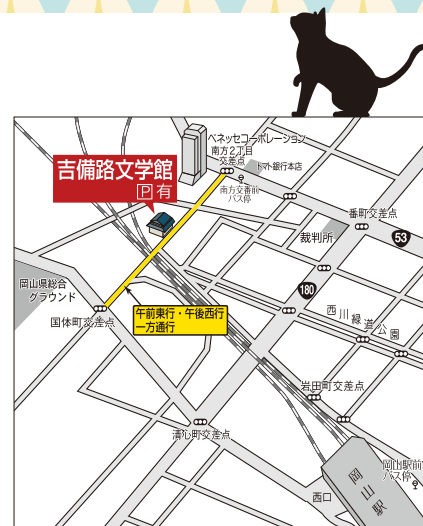 ベネッセコーポレーション
南方2丁目
交差点
トマト銀行本店
吉備路文学館
P有
南方交番前
バス停
番町交差点
裁判所
53
岡山県総合
グラウンド
180
国体町交差点
午前東行・午後西行
一方通行
西川緑道公園
岩田町交差点
清心町交差点
岡山駅前
バス停
岡山駅
西口